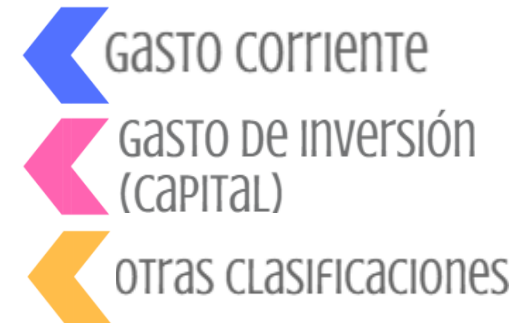 Gasto corriente
Gasto de inversión
(capital)
Otras clasificaciones